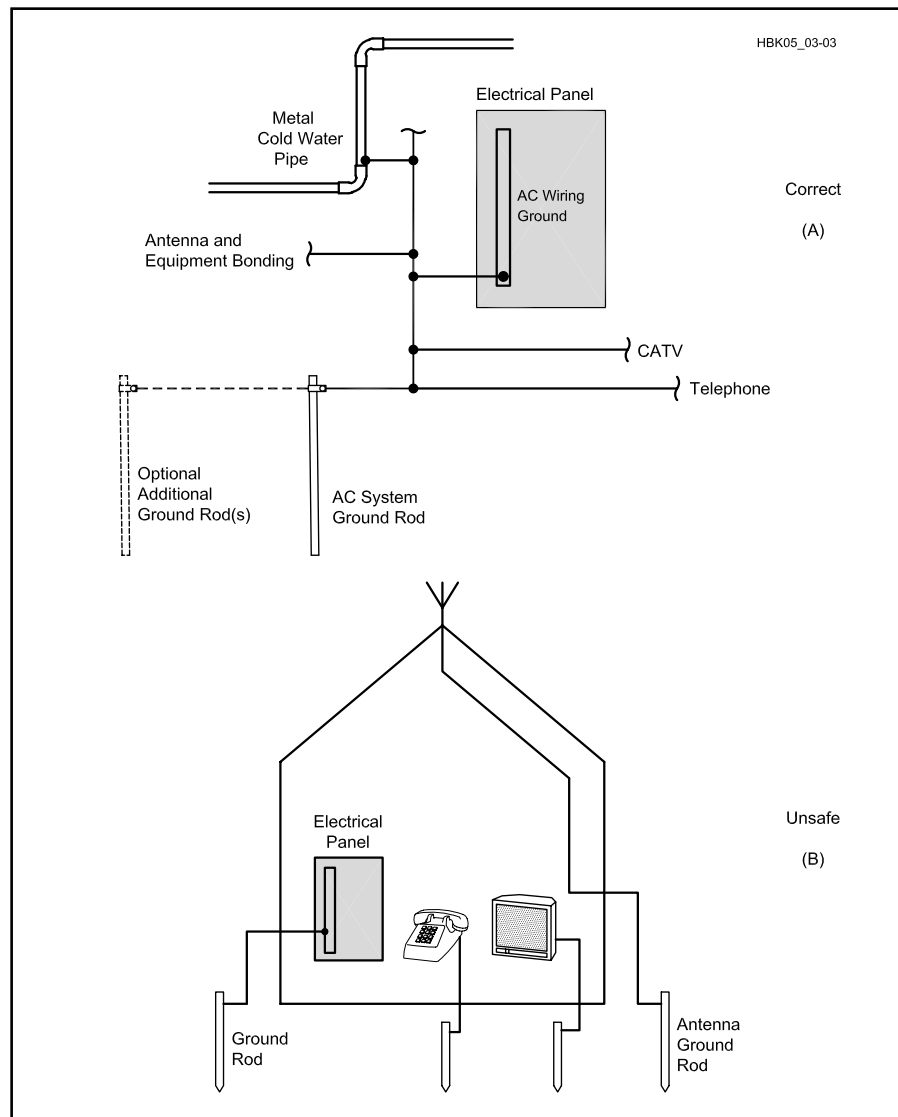 HBK05_03-03
Electrical Panel
Metal
Cold Water
Pipe
AC Wiring
Ground
Correct
(A)
Antenna and
Equipment Bonding
CATV
Telephone
Optional
Additional
Ground Rod(s)
AC System
Ground Rod
Electrical
Panel
Unsafe
(B)
Ground
Rod
Antenna
Ground
Rod